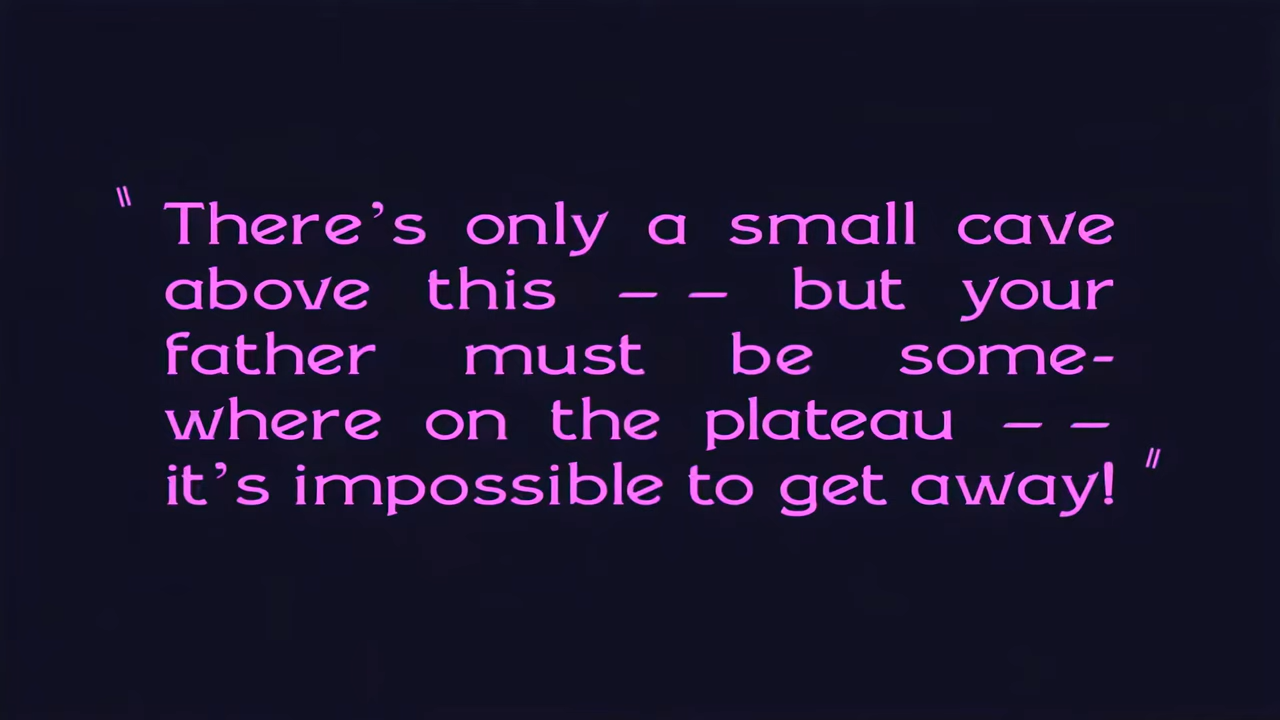 "There's only a small cave
above this — — but your
father must be some-
where on the plateau — —
it's impossible to get away!"